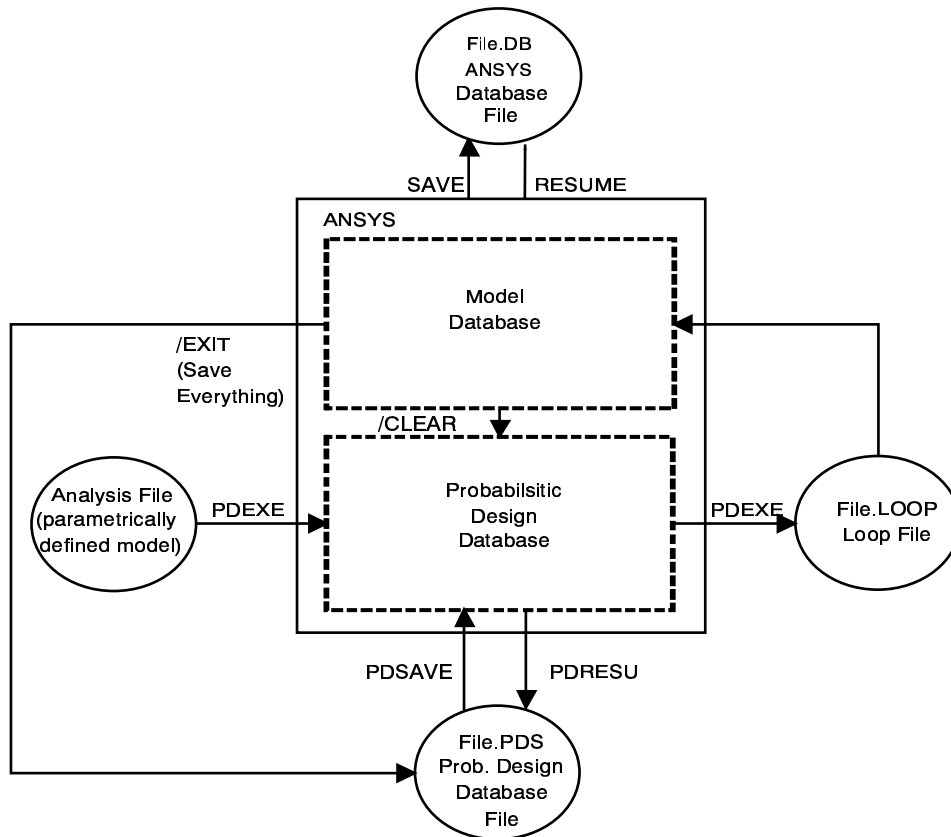 File.DB
ANSYS
Database
File
SAVE
RESUME
ANSYS
Model
Database
/EXIT
(Save
Everything)
/CLEAR
Analysis File
(parametrically
defined model)
PDEXE
Probabilsitic
Design
Database
PDEXE
File.LOOP
Loop File
PDSAVE
PDRESU
File.PDS
Prob. Design
Database
File